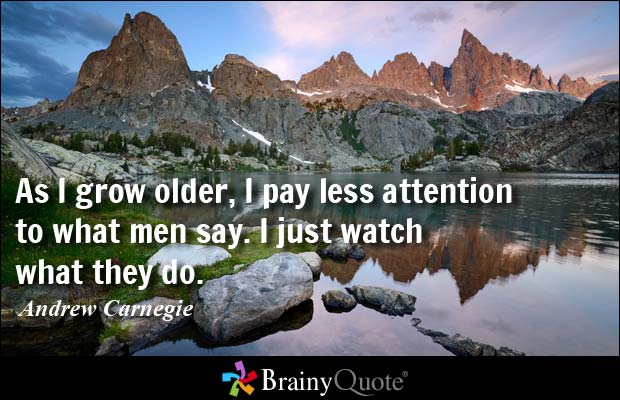 As I grow older, I pay less attention
to what men say. I just watch
what they do.
Andrew Carnegie
BrainyQuote®